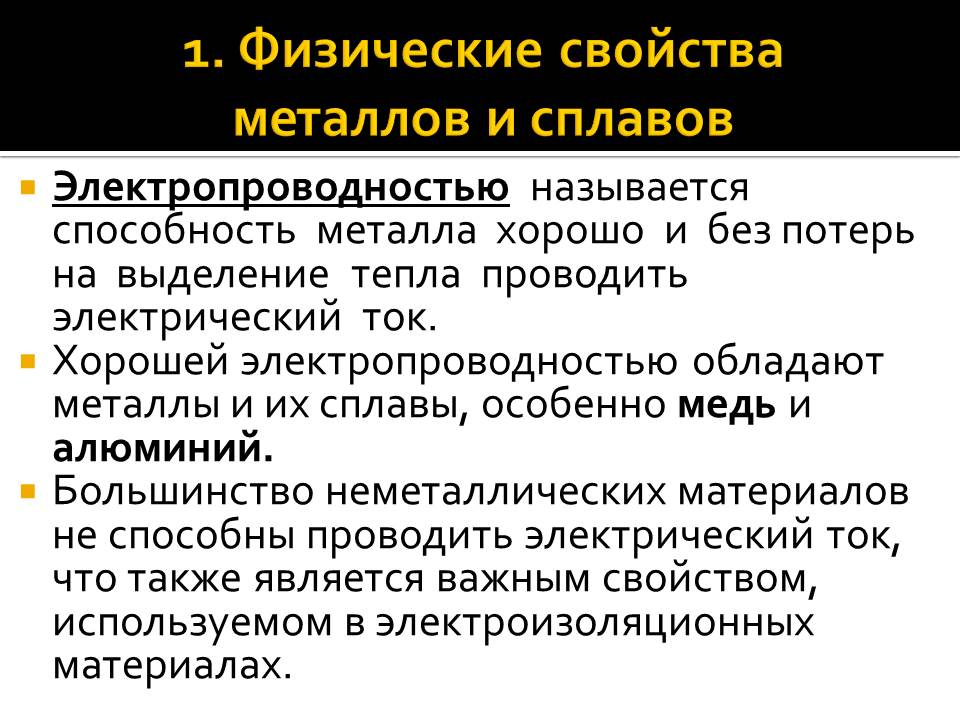 1. Физические свойства
металлов и сплавов
Электропроводностью называется
способность металла хорошо и без потерь
на выделение тепла проводить
электрический ток.
Хорошей электропроводностью обладают
металлы и их сплавы, особенно медь и
алюминий.
Большинство неметаллических материалов
не способны проводить электрический ток,
что также является важным свойством,
используемом в электроизоляционных
материалах.